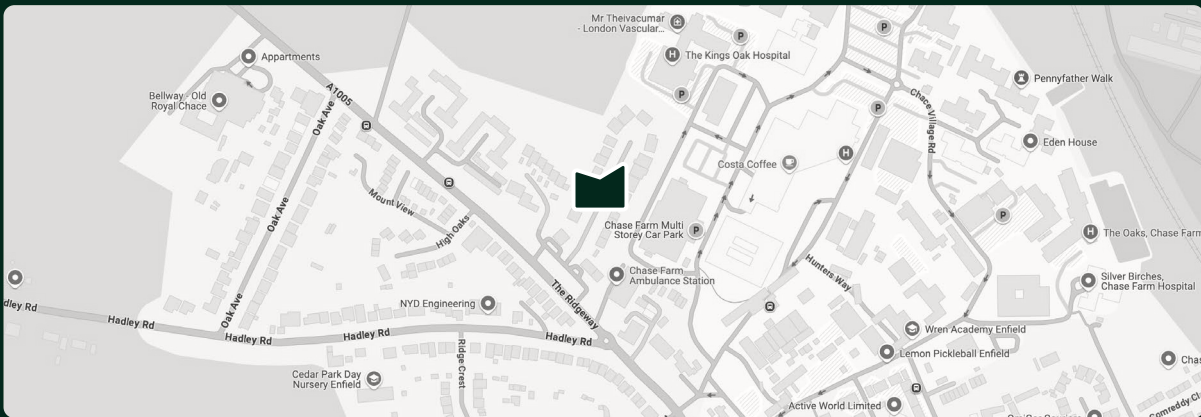 Mr Theivacumar
- London Vascular...
P
P
H
The Kings Oak Hospital
Appartments
Pennyfather Walk
A1005
P
Bellway - Old
Royal Chace
Oak Ave
P
Chace Village Rd
Eden House
Costa Coffee
H
Mount View
Oak Ave
P
High Oaks
Chase Farm Multi
Storey Car Park
P
H
The Oaks, Chase Farm
Hunters Way
Chase Farm
Ambulance Station
Silver Birches,
Chase Farm Hospital
The Ridgeway
NYD Engineering
dley Rd
Oak Ave
Hadley Rd
Hadley Rd
Hadley Rd
Hadley Rd
Wren Academy Enfield
Ridge Crest
Lemon Pickleball Enfield
Chas
Cedar Park Day
Nursery Enfield
Active World Limited